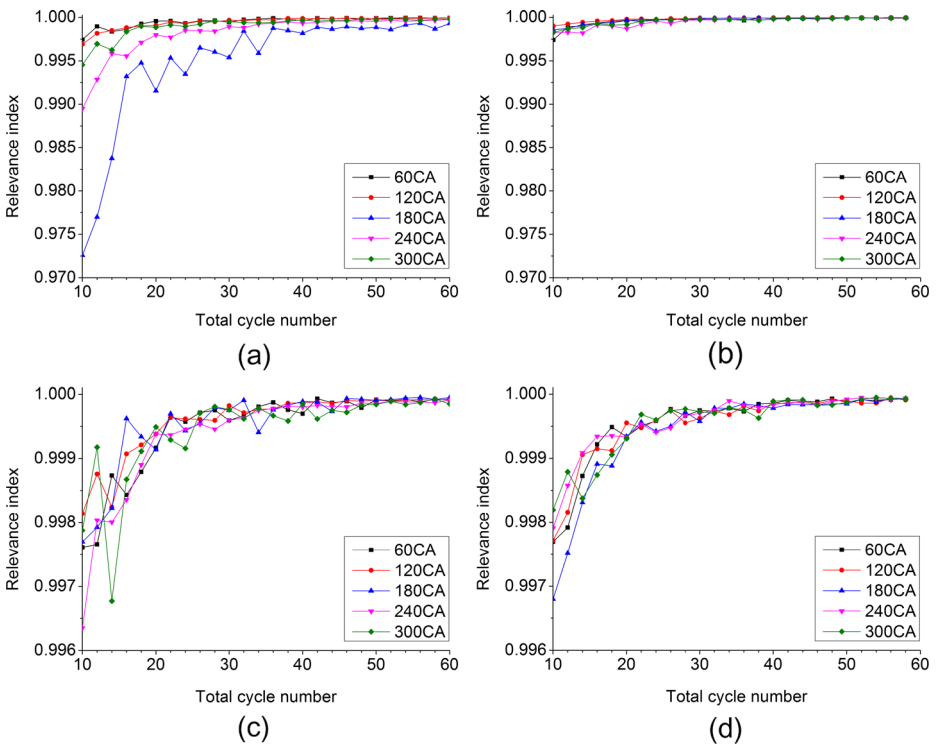 1.000
0.995
0.990
0.985
0.980
0.975
0.970
Relevance index
60CA
120CA
180CA
240CA
300CA
10 20 30 40 50 60
Total cycle number
(a)
1.000
0.995
0.990
0.985
0.980
0.975
0.970
Relevance index
60CA
120CA
180CA
240CA
300CA
10 20 30 40 50 60
Total cycle number
(b)
1.000
0.999
0.998
0.997
0.996
Relevance index
60CA
120CA
180CA
240CA
300CA
10 20 30 40 50 60
Total cycle number
(c)
1.000
0.999
0.998
0.997
0.996
Relevance index
60CA
120CA
180CA
240CA
300CA
10 20 30 40 50 60
Total cycle number
(d)